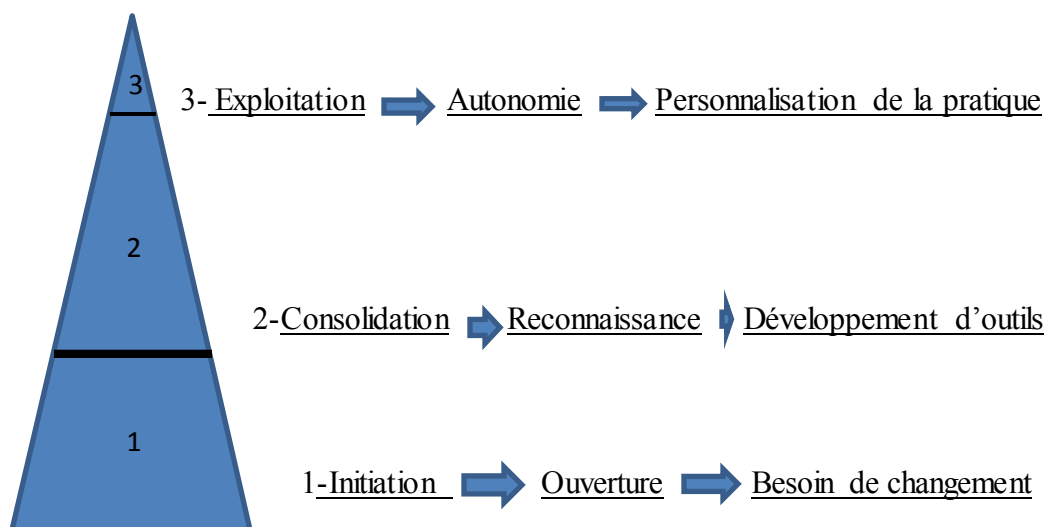 3
3- Exploitation Autonomie Personnalisation de la pratique
2
2-Consolidation Reconnaissance Développement d’outils
1
1-Initiation Ouverture Besoin de changement